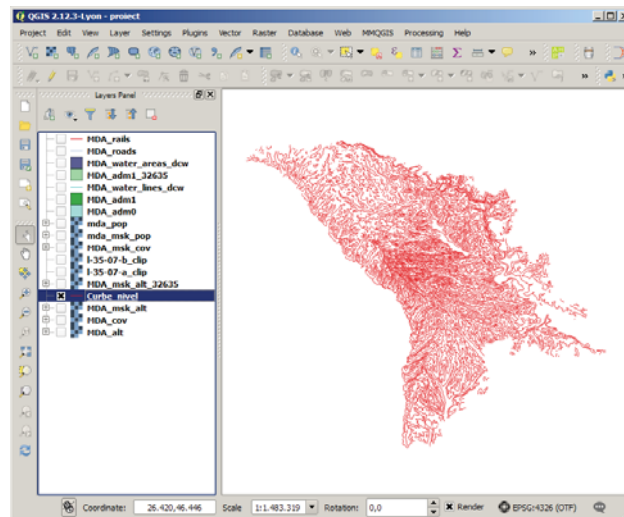 QGIS 2.12.3-Lyon - proiect
Project Edit View Layer Settings Plugins Vector Raster Database Web MMQGIS Processing Help
Layers Panel
MDA_rails
MDA_roads
MDA_water_areas_dcw
MDA_adm1_32635
MDA_water_lines_dcw
MDA_adm1
MDA_adm0
mda_pop
mda_msk_pop
MDA_msk_cov
l-35-07-b_clip
l-35-07-a_clip
MDA_msk_alt_32635
Curbe_nivel
MDA_msk_alt
MDA_cov
MDA_alt
Coordinate: 26.420,46.446 Scale 1:1.483.319 Rotation: 0,0 Render EPSG:4326 (OTF)